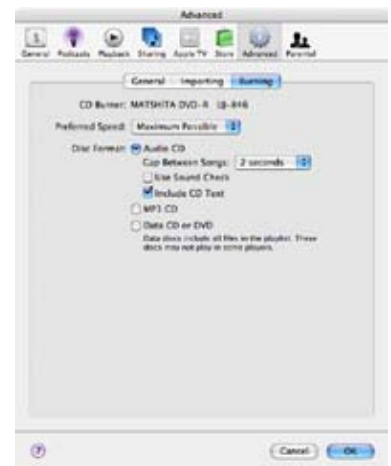 Advanced
General Podcasts Playback Sharing Apple TV Store Advanced Parental
General Importing Burning
CD Burner: MATSHITA DVD-R
Preferred Speed: Maximum Possible
Disc Format: Audio CD
Gap Between Songs: 2 seconds
Use Sound Check
Include CD Text
MP3 CD
Data CD or DVD
Data discs include all files in the playlist. These
discs may not play in some players.
? Cancel OK